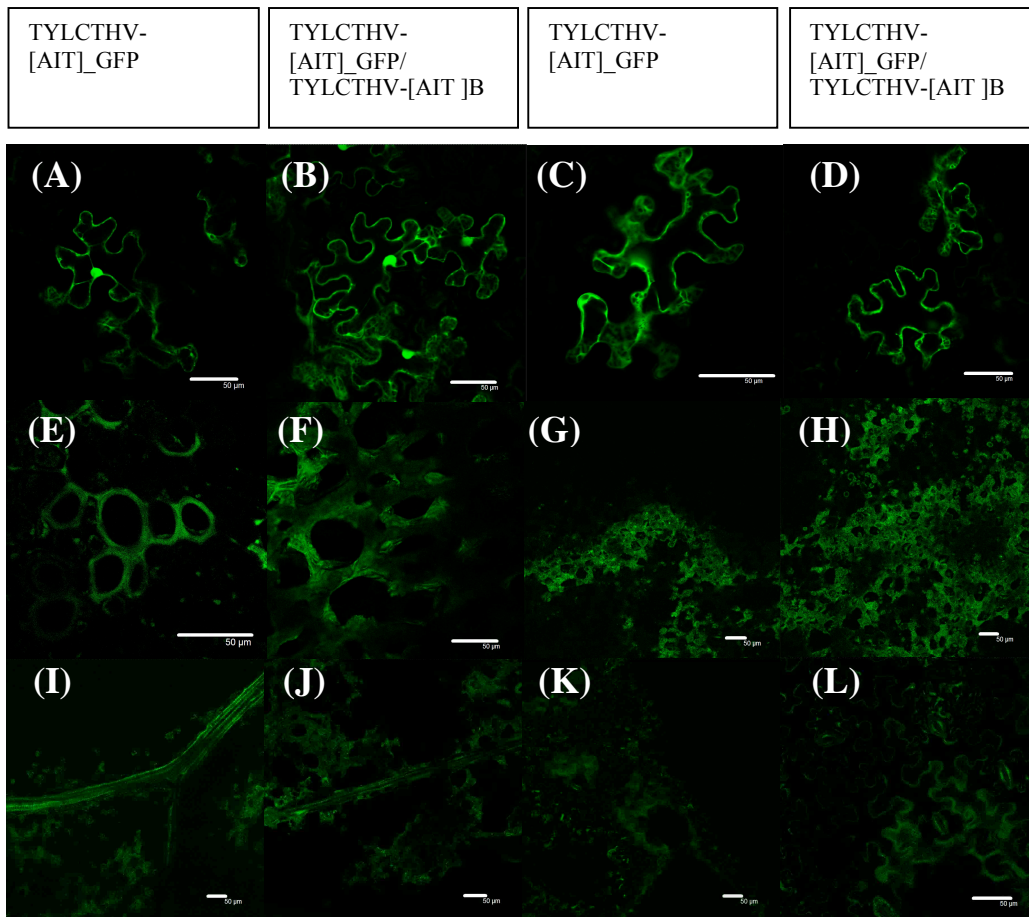 TYLCTHV-
[AIT]_GFP
TYLCTHV-
[AIT]_GFP/
TYLCTHV-[AIT ]B
TYLCTHV-
[AIT]_GFP
TYLCTHV-
[AIT]_GFP/
TYLCTHV-[AIT ]B
(A)
(B)
(C)
(D)
50 µm
50 µm
50 µm
50 µm
(E)
(F)
(G)
(H)
50 µm
50 µm
50 µm
50 µm
(I)
(J)
(K)
(L)
50 µm
50 µm
50 µm
50 µm